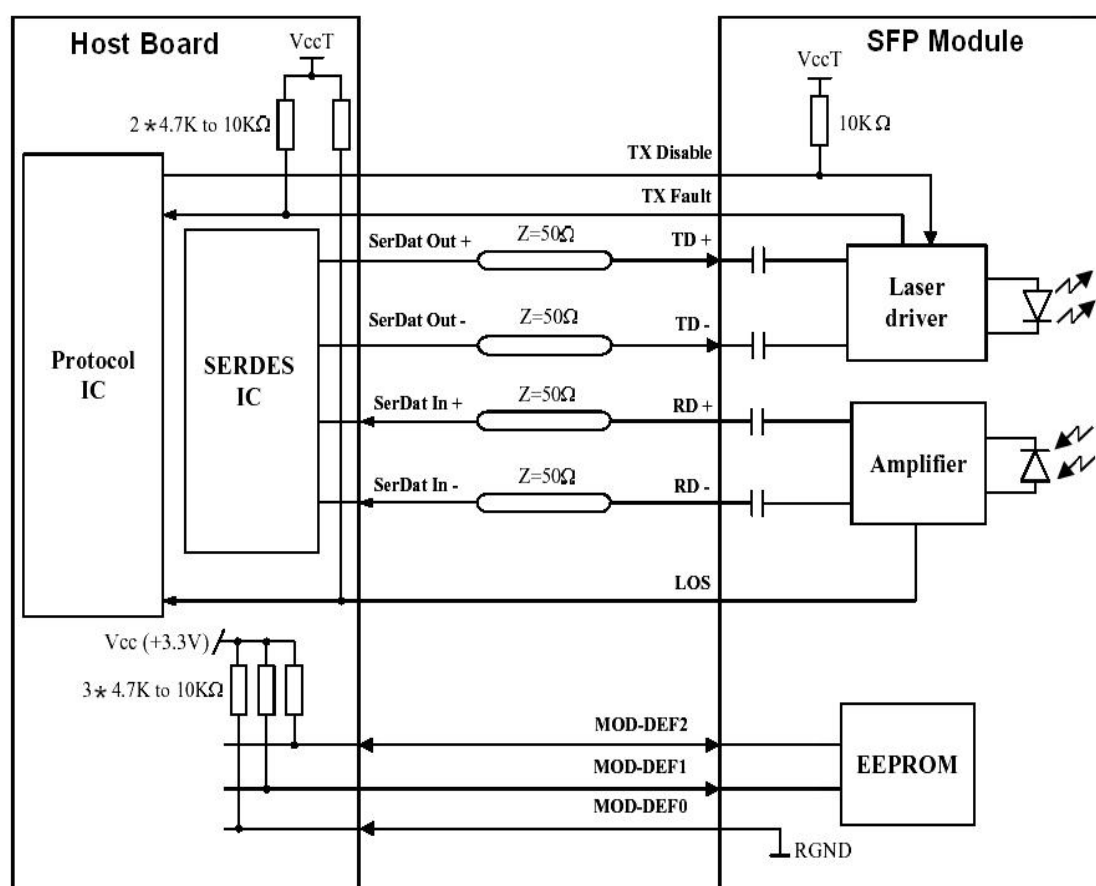 Host Board
SFP Module
VccT
VccT
2*4.7K to 10KΩ
10KΩ
TX Disable
TX Fault
SerDat Out +
Z=50Ω
TD +
Laser
driver
SerDat Out -
Z=50Ω
TD -
Protocol
IC
SERDES
IC
SerDat In +
Z=50Ω
RD +
Amplifier
SerDat In -
Z=50Ω
RD -
LOS
Vcc (+3.3V)
3*4.7K to 10KΩ
MOD-DEF2
EEPROM
MOD-DEF1
MOD-DEF0
RGND